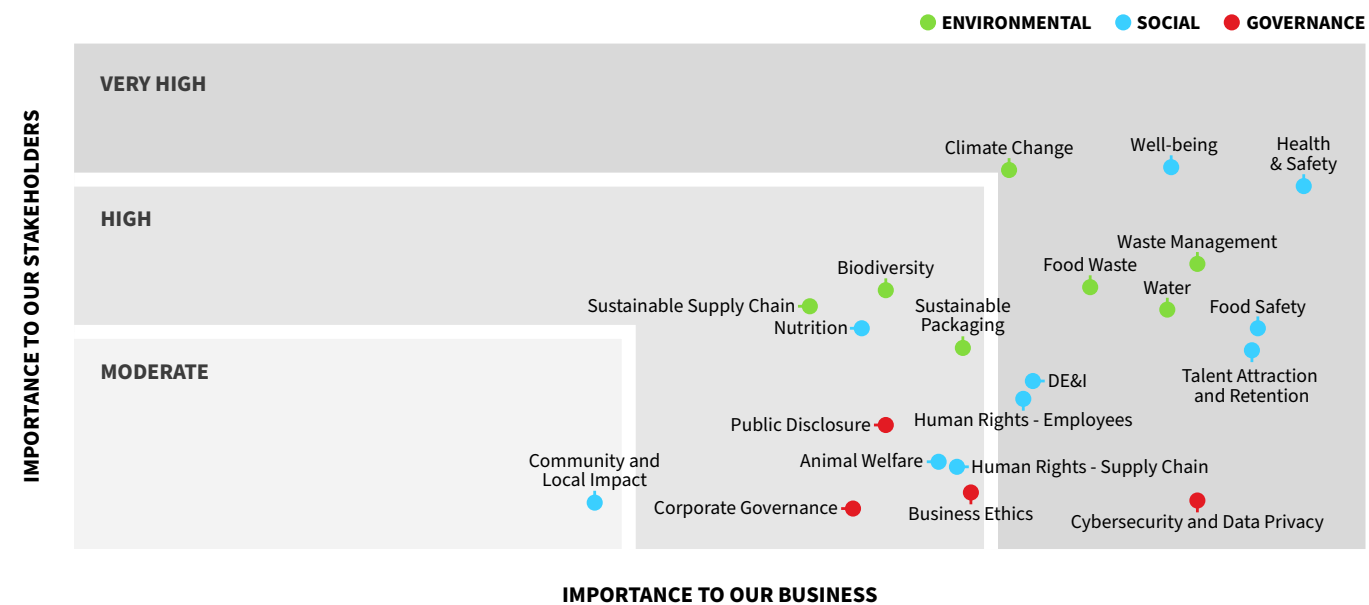 ENVIRONMENTAL
SOCIAL
GOVERNANCE
IMPORTANCE TO OUR STAKEHOLDERS
VERY HIGH
Climate Change
Well-being
Health
& Safety
HIGH
Waste Management
Food Waste
Biodiversity
Water
Sustainable Supply Chain
Sustainable
Packaging
Food Safety
Nutrition
MODERATE
DE&I
Talent Attraction
and Retention
Human Rights - Employees
Public Disclosure
Community and
Local Impact
Animal Welfare
Human Rights - Supply Chain
Corporate Governance
Business Ethics
Cybersecurity and Data Privacy
IMPORTANCE TO OUR BUSINESS